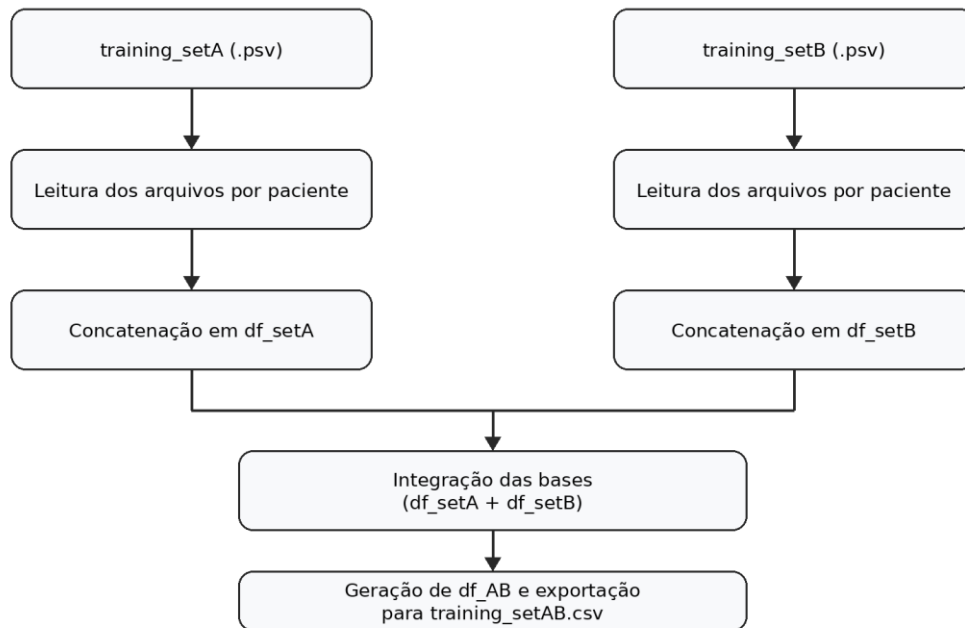 training_setA (.psv)
training_setB (.psv)
Leitura dos arquivos por paciente
Leitura dos arquivos por paciente
Concatenação em df_setA
Concatenação em df_setB
Integração das bases
(df_setA + df_setB)
Geração de df_AB e exportação
para training_setAB.csv